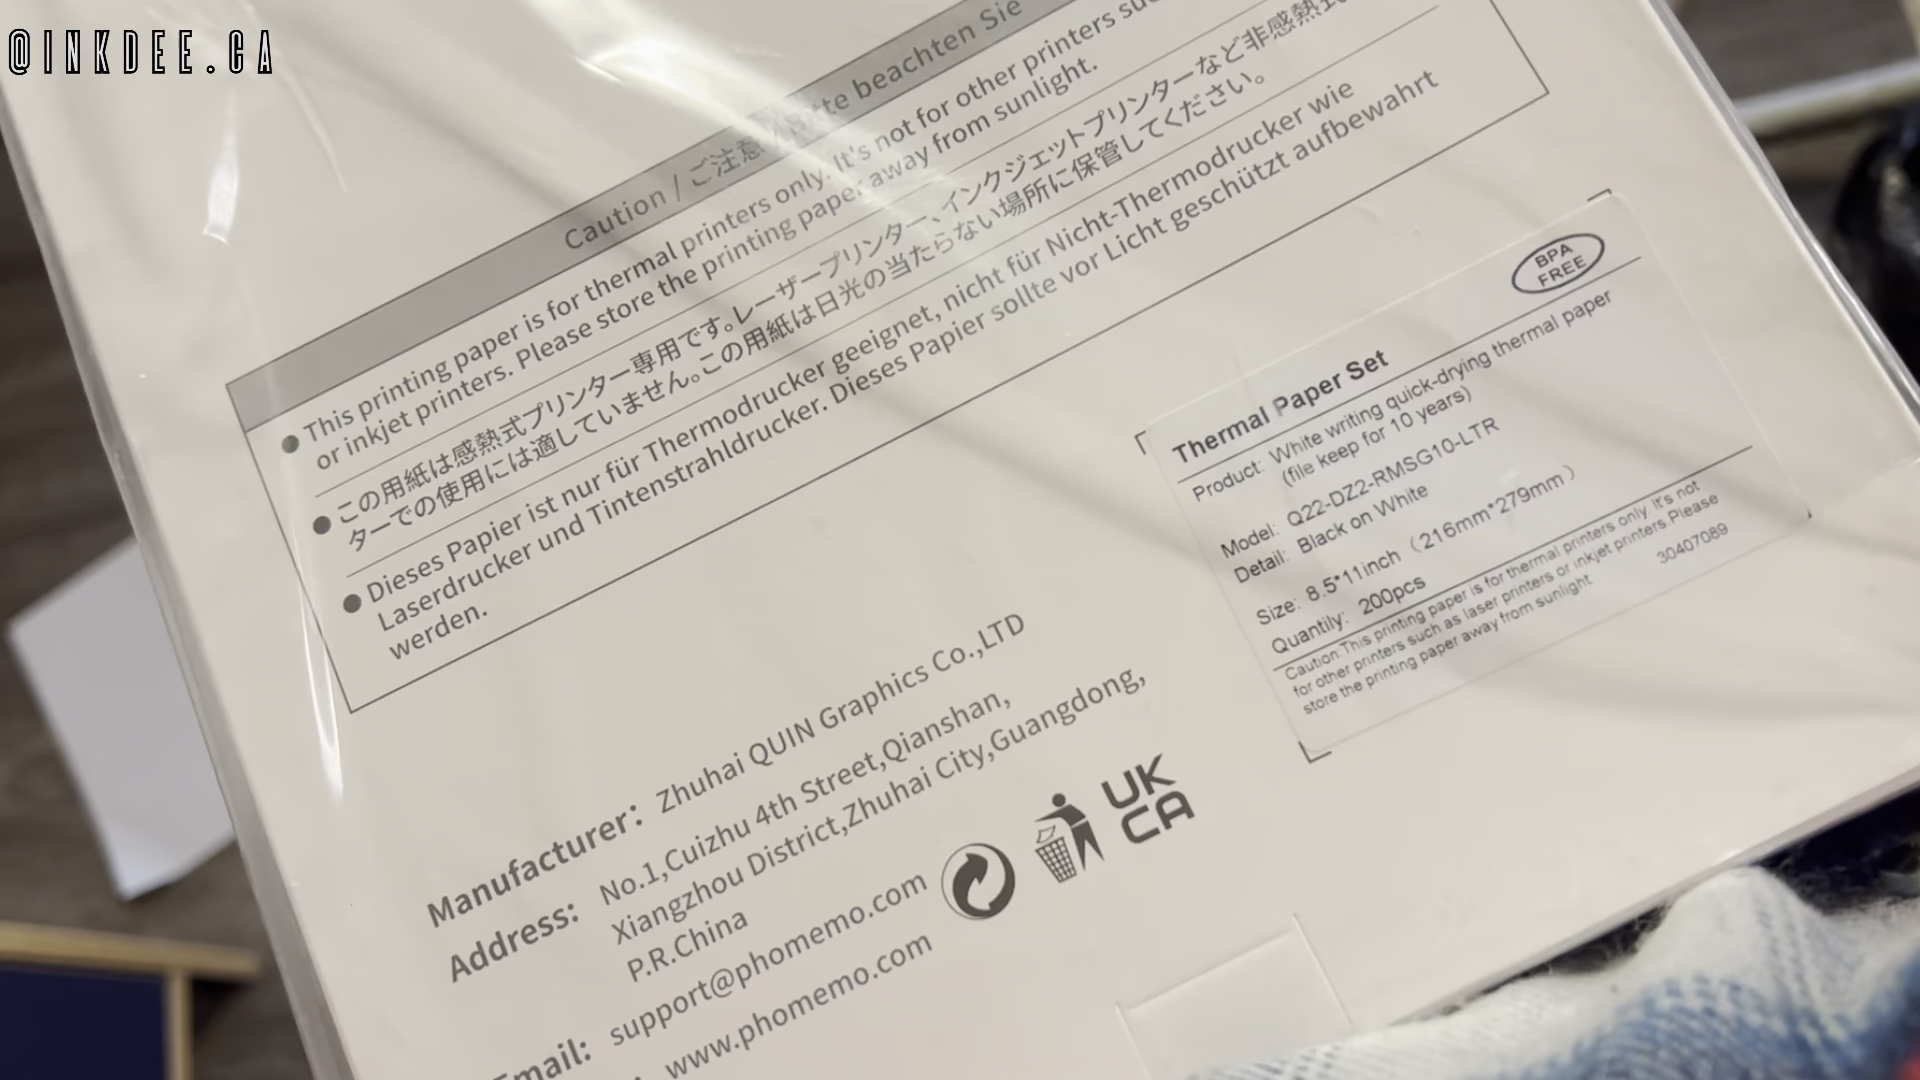 @INKDEE.CA
Caution / ご注意 / Bitte beachten Sie
● This printing paper is for thermal printers only. It's not for other printers
or inkjet printers. Please store the printing paper away from sunlight.
● この用紙は感熱式プリンター専用です。レーザープリンター、インクジェットプリンターなど非感熱式
ターでの使用には適していません。この用紙は日光の当たらない場所に保管してください。
● Dieses Papier ist nur für Thermodrucker geeignet, nicht für Nicht-Thermodrucker wie
Laserdrucker und Tintenstrahldrucker. Dieses Papier sollte vor Licht geschützt aufbewahrt
werden.
BPA
FREE
Thermal Paper Set
Product: White writing quick-drying thermal paper
(file keep for 10 years)
Model: Q22-DZ2-RMSG10-LTR
Detail: Black on White
Size: 8.5*11inch（216mm*279mm）
Quantily: 200pcs
Caution:This printing paper is for thermal printers only. It's not
for other printers such as laser printers or inkjet printers.Please
store the printing paper away from sunlight.
30407089
Manufacturer: Zhuhai QUIN Graphics Co.,LTD
Address: No.1,Cuizhu 4th Street,Qianshan,
Xiangzhou District,Zhuhai City,Guangdong,
P.R.China
Email: support@phomemo.com
www.phomemo.com
UK
CA